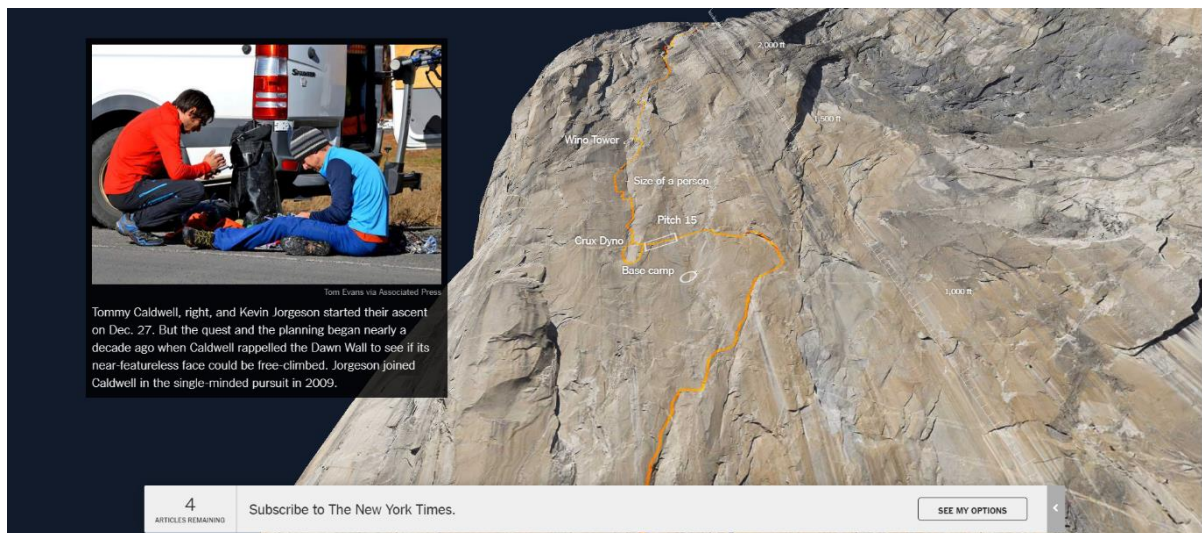 Tom Evans via Associated Press
Tommy Caldwell, right, and Kevin Jorgeson started their ascent
on Dec. 27. But the quest and the planning began nearly a
decade ago when Caldwell rappelled the Dawn Wall to see if its
near-featureless face could be free-climbed. Jorgeson joined
Caldwell in the single-minded pursuit in 2009.
2,000 ft
1,500 ft
Wino Tower
Size of a person
Pitch 15
Crux Dyno
Base camp
1,000 ft
4
ARTICLES REMAINING
Subscribe to The New York Times.
SEE MY OPTIONS